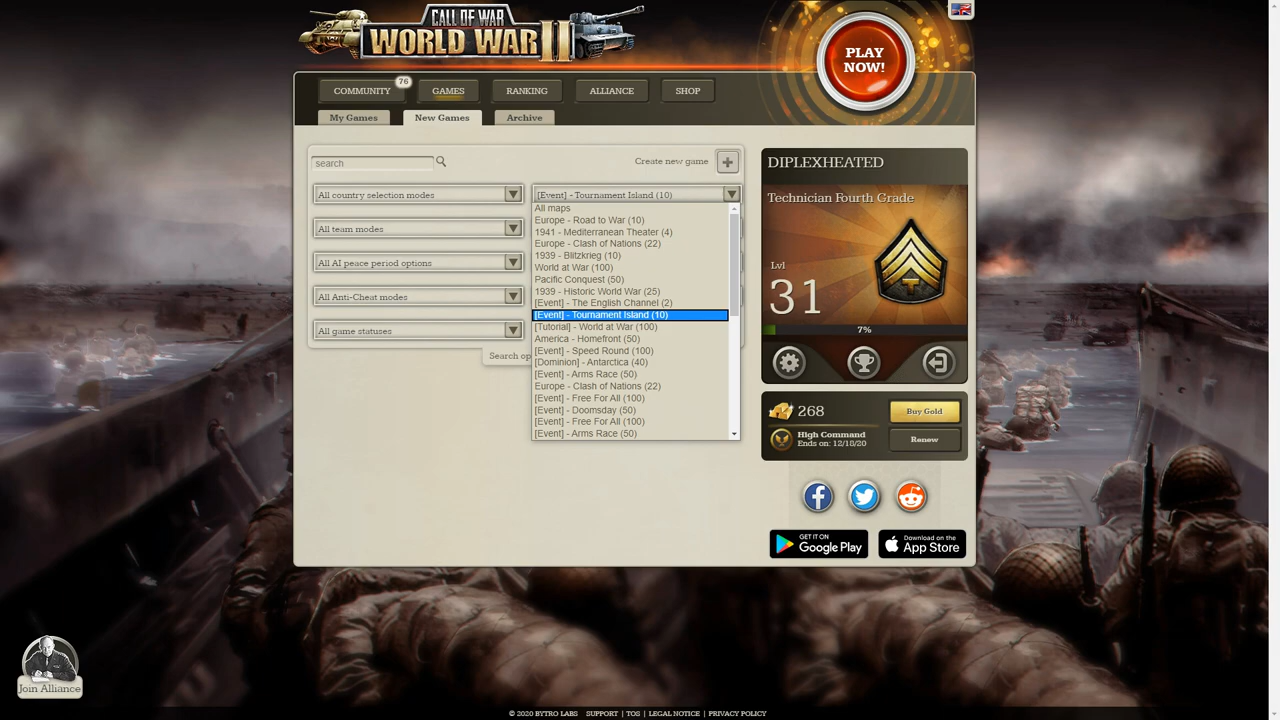 CALL OF WAR
WORLD WAR II
PLAY
NOW!
COMMUNITY
76
GAMES
RANKING
ALLIANCE
SHOP
My Games
New Games
Archive
search
Create new game
All country selection modes
[Event] - Tournament Island (10)
All team modes
All AI peace period options
All Anti-Cheat modes
All game statuses
Search op
All maps
Europe - Road to War (10)
1941 - Mediterranean Theater (4)
Europe - Clash of Nations (22)
1939 - Blitzkrieg (10)
World at War (100)
Pacific Conquest (50)
1939 - Historic World War (25)
[Event] - The English Channel (2)
[Event] - Tournament Island (10)
[Tutorial] - World at War (100)
America - Homefront (50)
[Event] - Speed Round (100)
[Dominion] - Antarctica (40)
[Event] - Arms Race (50)
Europe - Clash of Nations (22)
[Event] - Free For All (100)
[Event] - Doomsday (50)
[Event] - Free For All (100)
[Event] - Arms Race (50)
DIPLEXHEATED
Technician Fourth Grade
Lvl
31
T
7%
268
Buy Gold
High Command
Ends on: 12/18/20
Renew
GET IT ON
Google Play
Download on the
App Store
Join Alliance
© 2020 BYTRO LABS SUPPORT | TOS | LEGAL NOTICE | PRIVACY POLICY